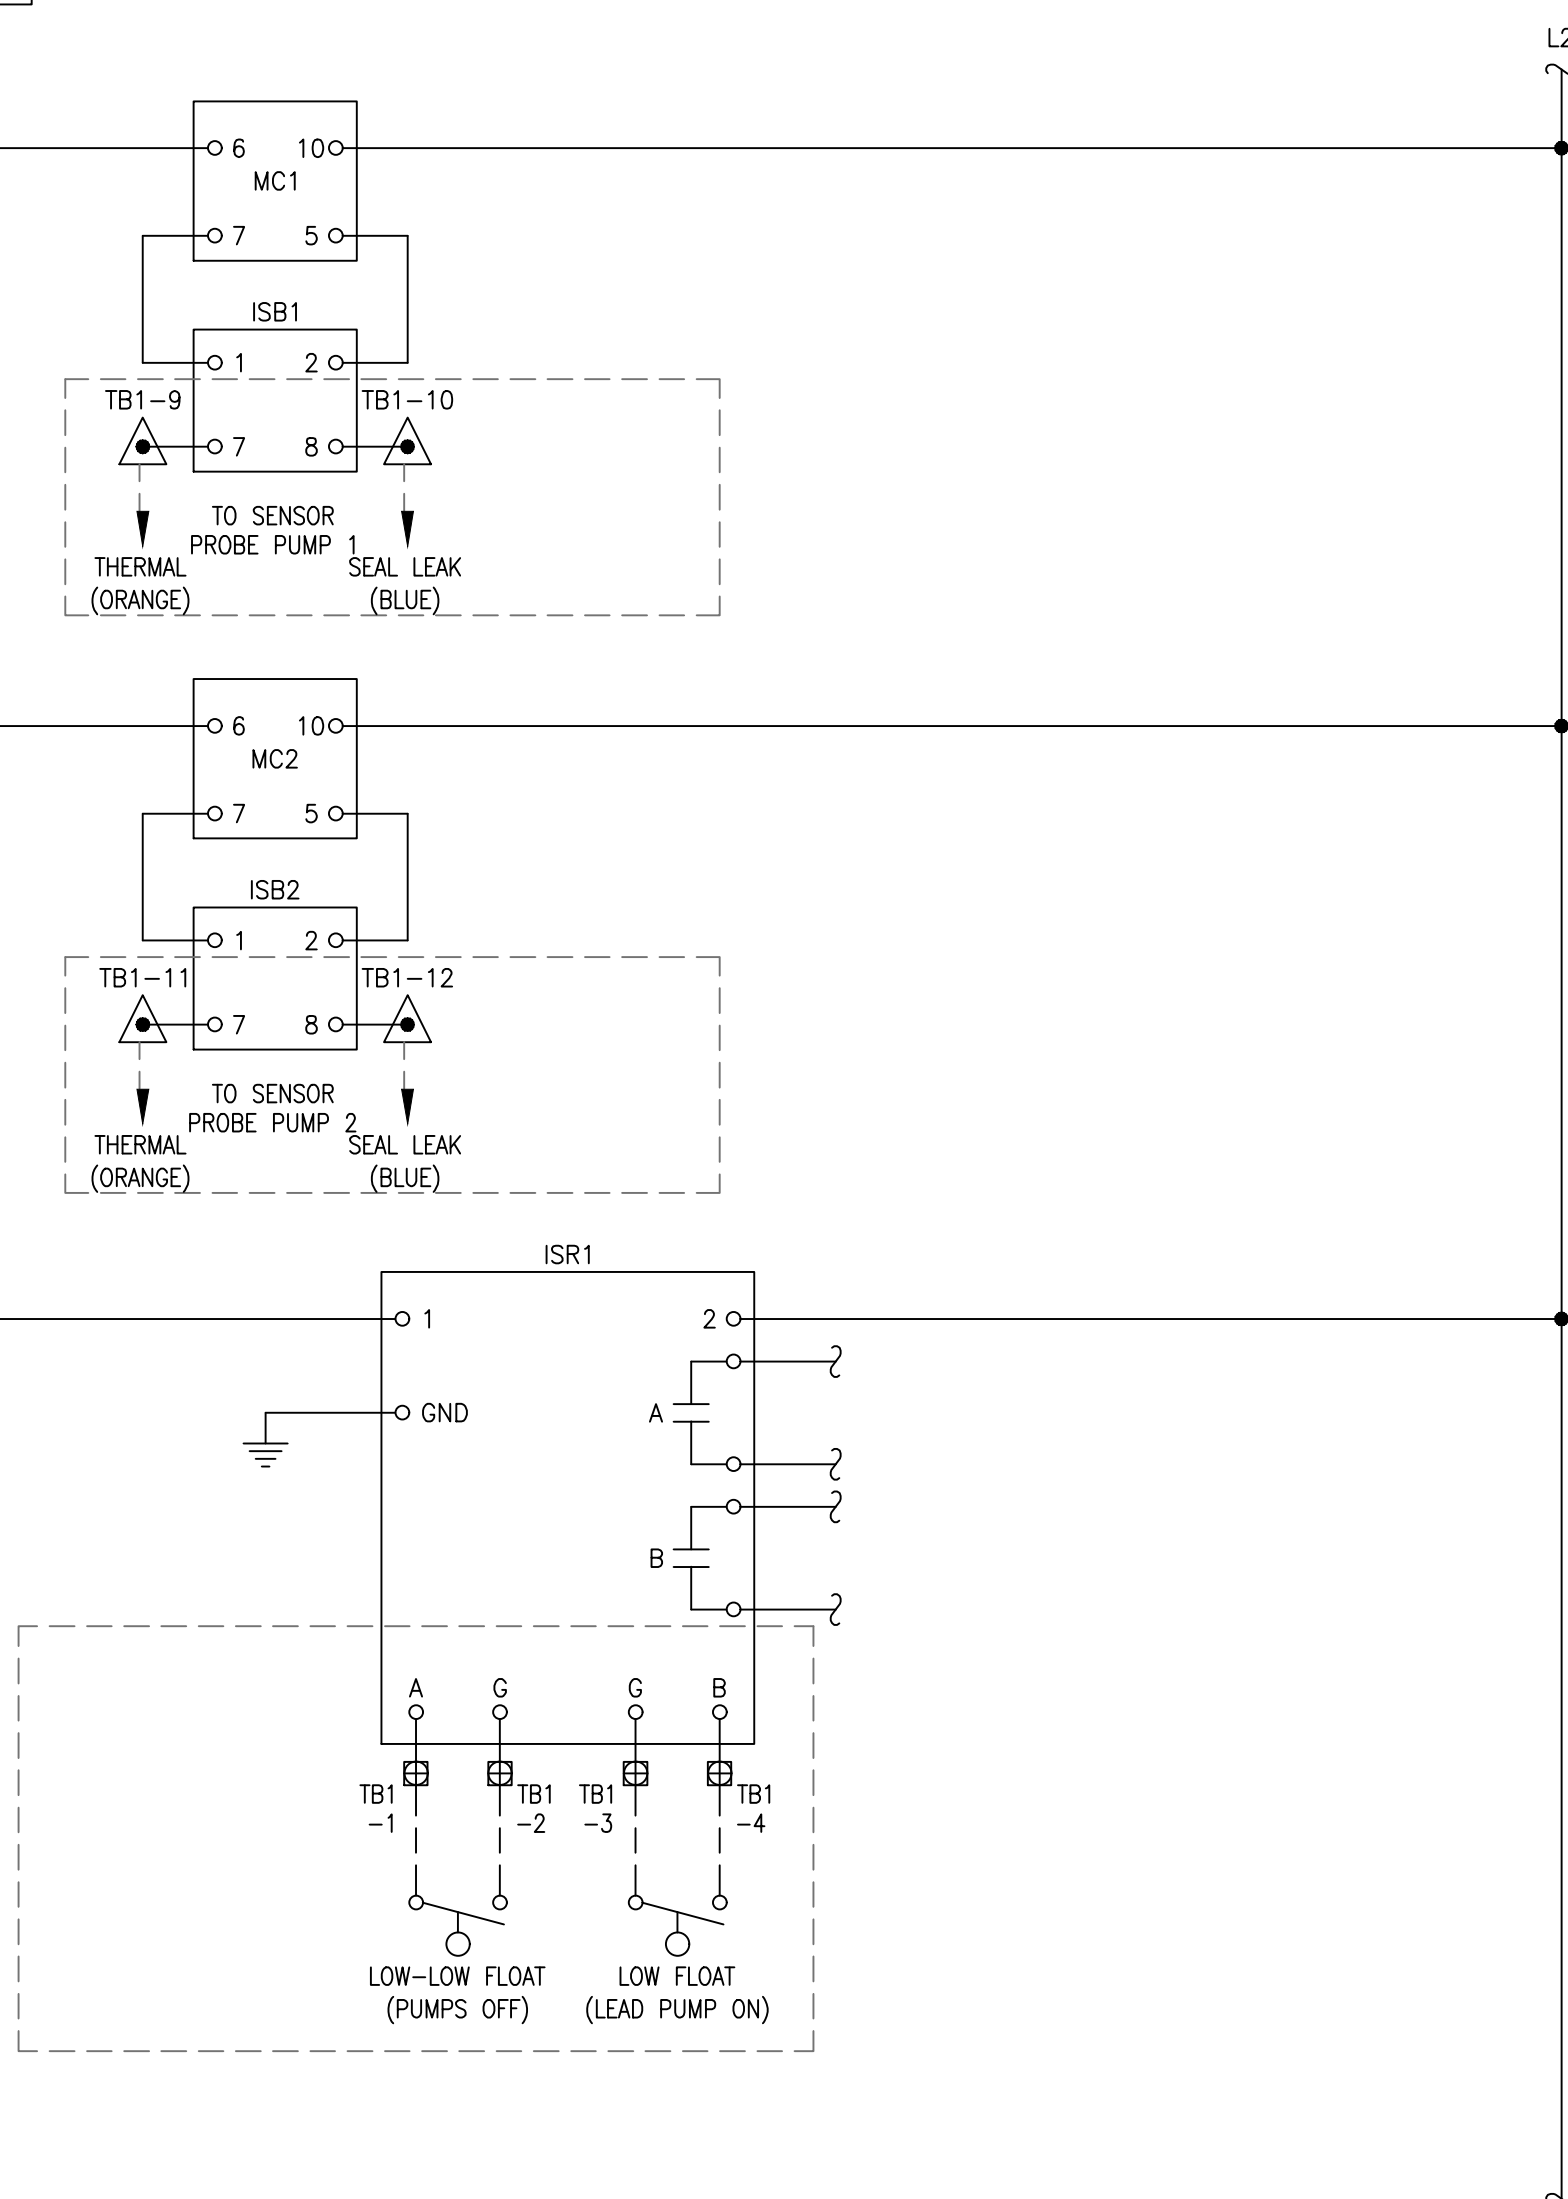 L2
6 10
MC1
7 5
ISB1
1 2
TB1-9 TB1-10
7 8
TO SENSOR
PROBE PUMP 1
THERMAL SEAL LEAK
(ORANGE) (BLUE)
6 10
MC2
7 5
ISB2
1 2
TB1-11 TB1-12
7 8
TO SENSOR
PROBE PUMP 2
THERMAL SEAL LEAK
(ORANGE) (BLUE)
ISR1
1 2
GND A
B
A G G B
TB1 TB1 TB1 TB1
-1 -2 -3 -4
LOW-LOW FLOAT LOW FLOAT
(PUMPS OFF) (LEAD PUMP ON)